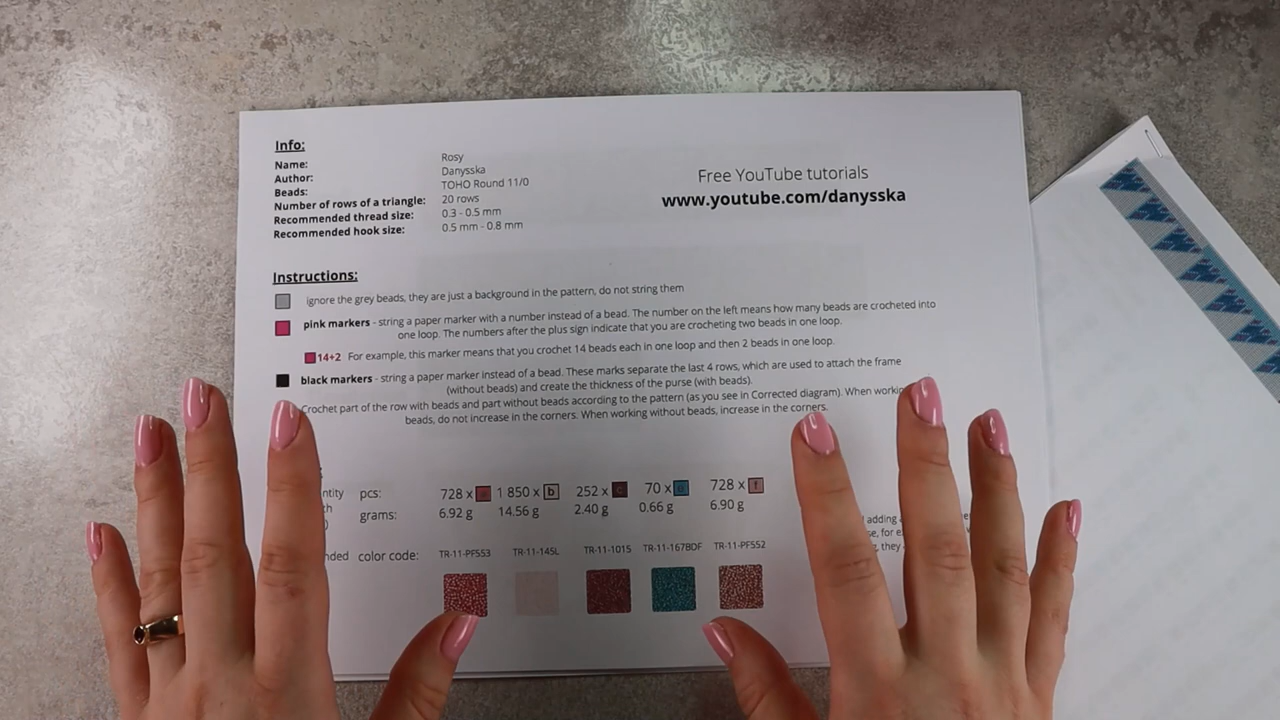 Info:
Name: Rosy
Author: Danysska
Beads: TOHO Round 11/0
Number of rows of a triangle: 20 rows
Recommended thread size: 0.3 - 0.5 mm
Recommended hook size: 0.5 mm - 0.8 mm
Free YouTube tutorials
www.youtube.com/danysska
Instructions:
ignore the grey beads, they are just a background in the pattern, do not string them
pink markers - string a paper marker with a number instead of a bead. The number on the left means how many beads are crocheted into
one loop. The numbers after the plus sign indicate that you are crocheting two beads in one loop.
14+2 For example, this marker means that you crochet 14 beads each in one loop and then 2 beads in one loop.
black markers - string a paper marker instead of a bead. These marks separate the last 4 rows, which are used to attach the frame
(without beads) and create the thickness of the purse (with beads).
Crochet part of the row with beads and part without beads according to the pattern (as you see in Corrected diagram). When
beads, do not increase in the corners. When working without beads, increase in the corners.
pcs: 728 x a 1 850 x b 252 x c 70 x 728 x f
grams: 6.92 g 14.56 g 2.40 g 0.66 g 6.90 g
color code: TR-11-PF553 TR-11-145L TR-11-1015 TR-11-167BDF TR-11-PF552
adding
they